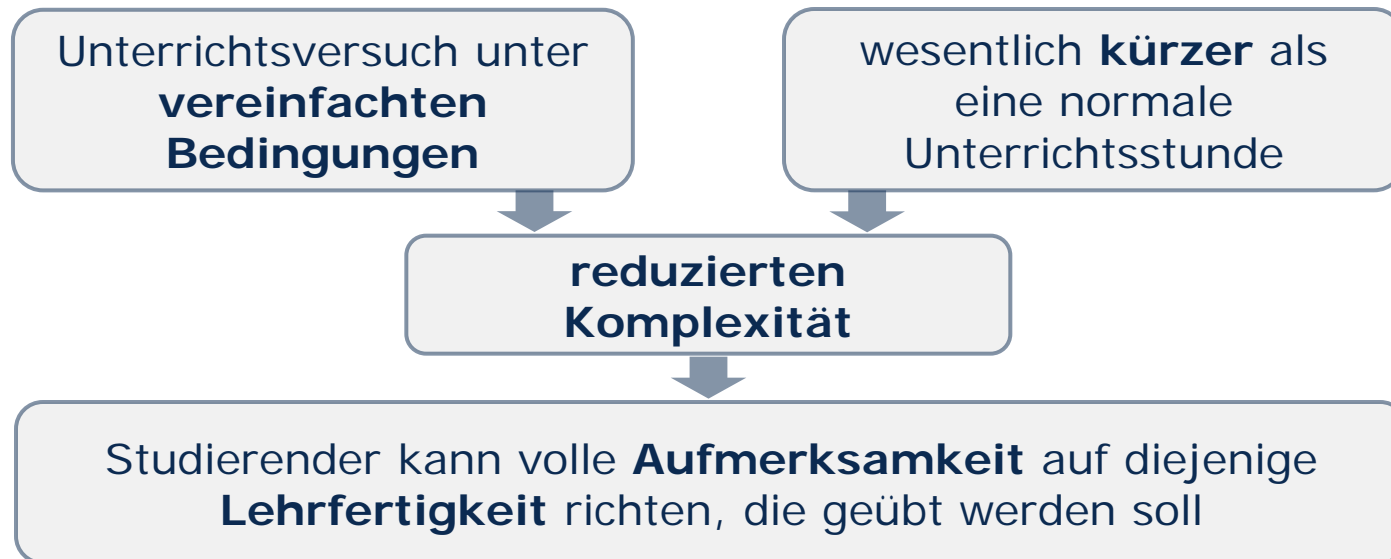 Unterrichtsversuch unter
vereinfachten
Bedingungen
wesentlich kürzer als
eine normale
Unterrichtsstunde
reduzierten
Komplexität
Studierender kann volle Aufmerksamkeit auf diejenige
Lehrfertigkeit richten, die geübt werden soll